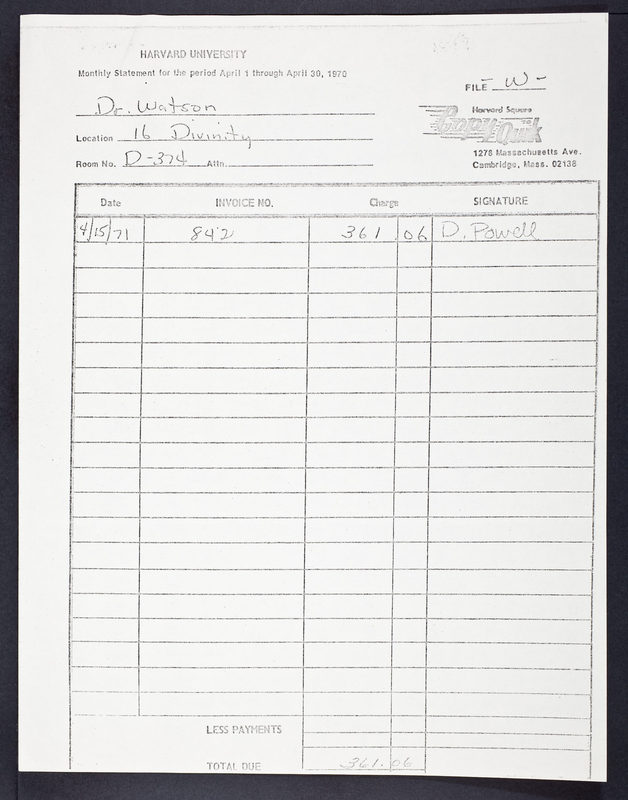 HARVARD UNIVERSITY
Monthly Statement for the period April 1 through April 30, 1970
FILE - W -
Dr. Watson
Harvard Square
Copy Quik
Location 16 Divinity
1278 Massachusetts Ave.
Room No. D-374 Attn.
Cambridge, Mass. 02138
Date INVOICE NO. Charge SIGNATURE
4/15/71 842 361 .06 D. Powell
LESS PAYMENTS
TOTAL DUE 361.06